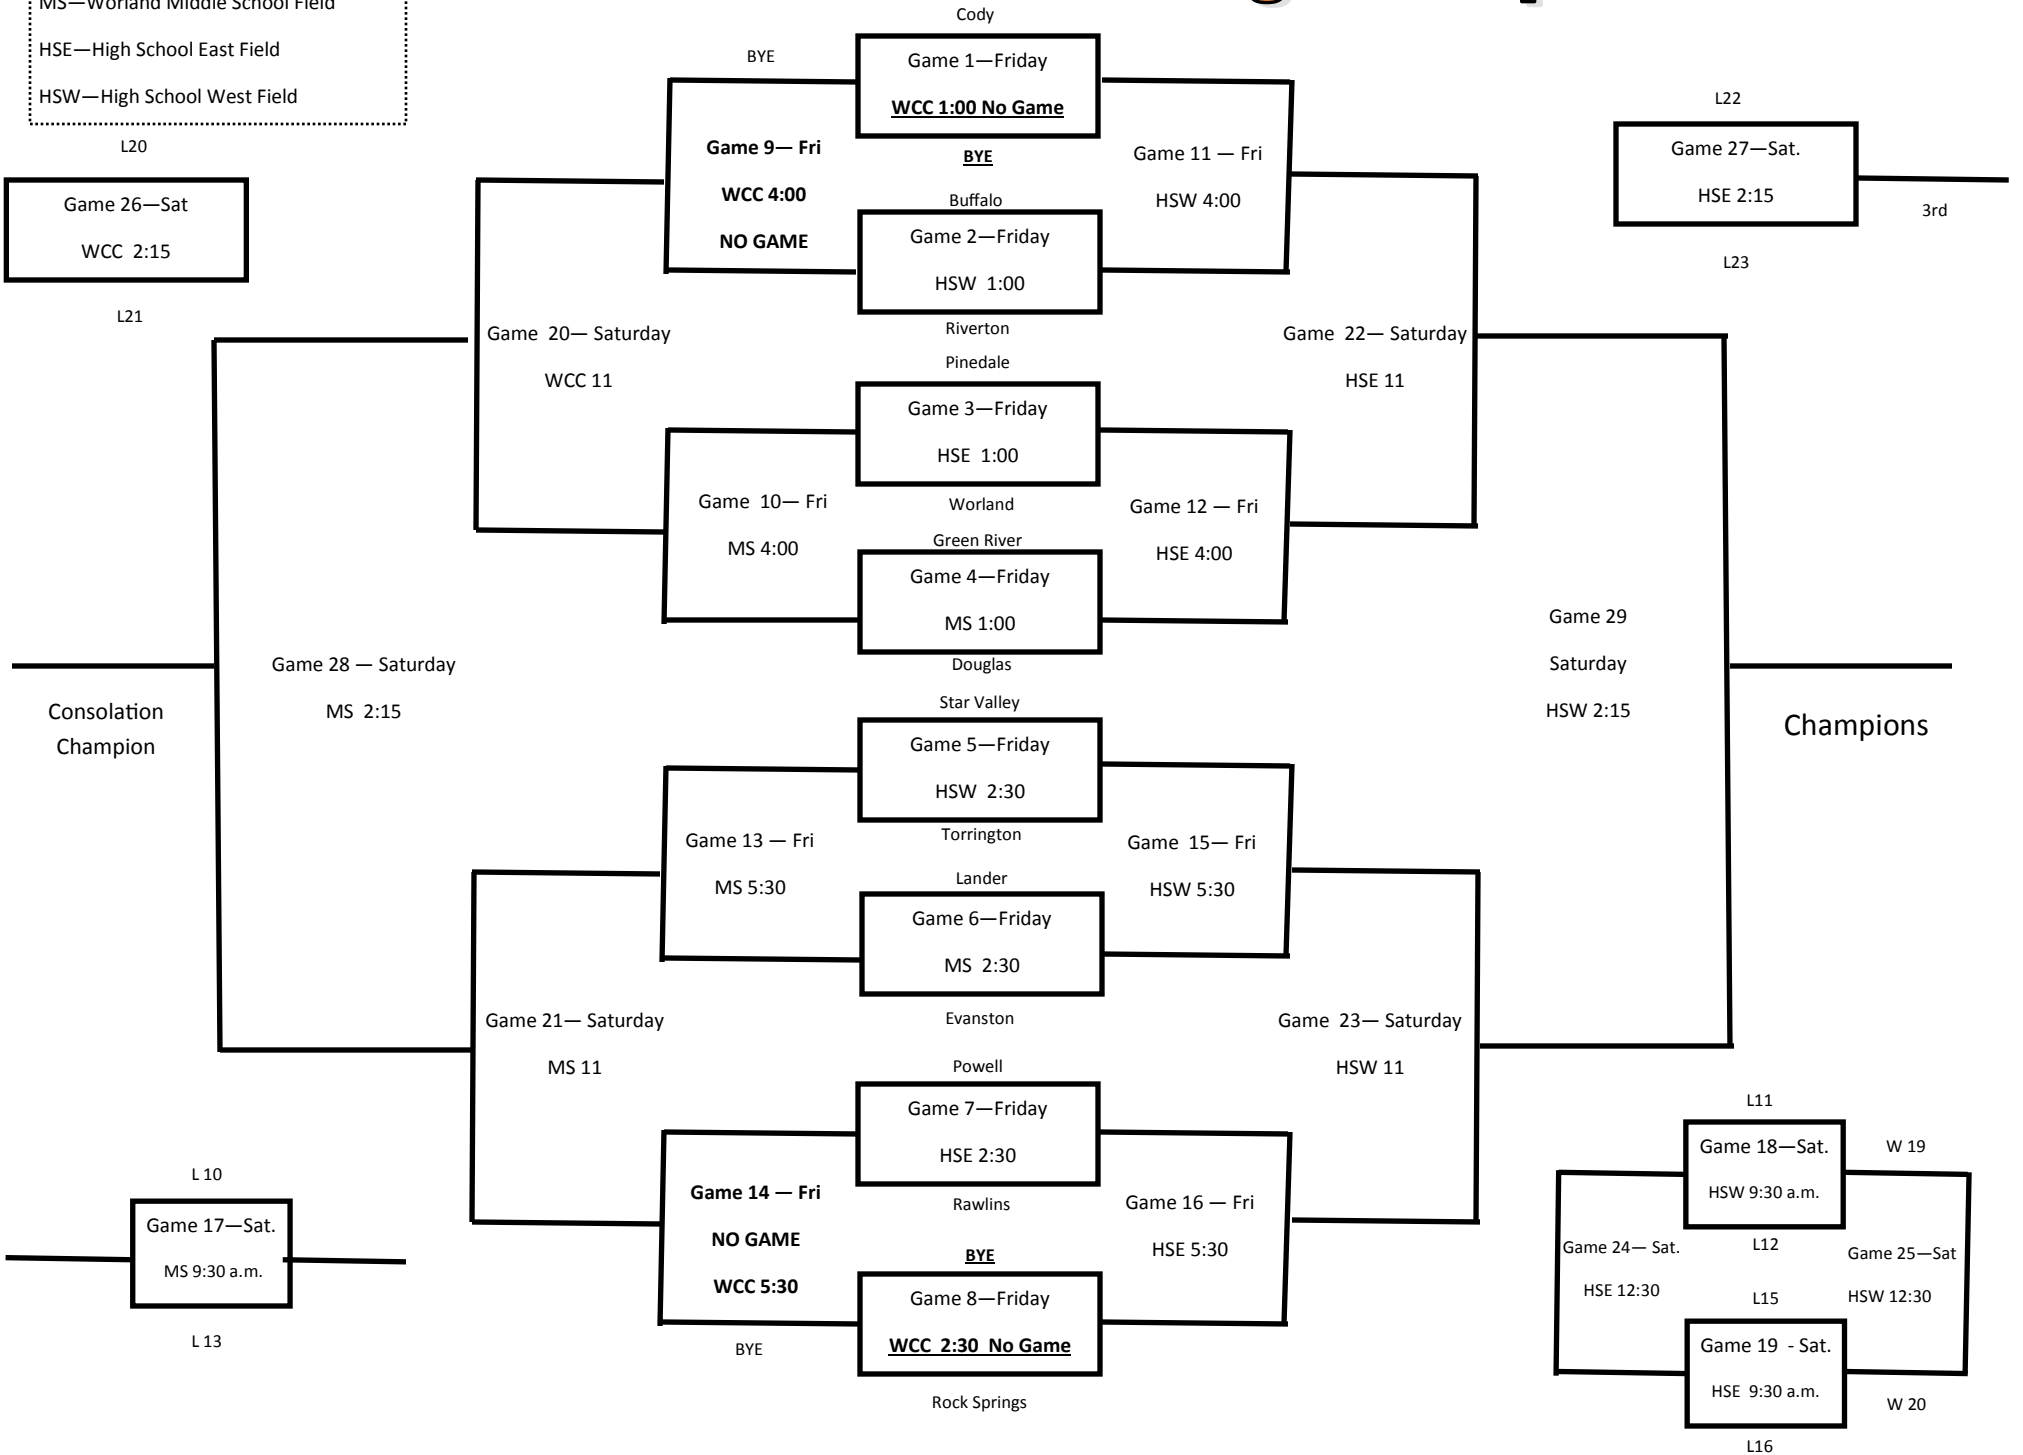 MS—Worland Middle School Field
HSE—High School East Field
HSW—High School West Field
L20
Game 26—Sat
WCC 2:15
L21
Consolation
Champion
Game 28 — Saturday
MS 2:15
L 10
Game 17—Sat.
MS 9:30 a.m.
L 13
Game 20— Saturday
WCC 11
Game 21— Saturday
MS 11
BYE
Game 9— Fri
WCC 4:00
NO GAME
Game 10— Fri
MS 4:00
Game 13 — Fri
MS 5:30
Game 14 — Fri
NO GAME
WCC 5:30
BYE
Cody
Game 1—Friday
WCC 1:00 No Game
BYE
Buffalo
Game 2—Friday
HSW 1:00
Riverton
Pinedale
Game 3—Friday
HSE 1:00
Worland
Green River
Game 4—Friday
MS 1:00
Douglas
Star Valley
Game 5—Friday
HSW 2:30
Torrington
Lander
Game 6—Friday
MS 2:30
Evanston
Powell
Game 7—Friday
HSE 2:30
Rawlins
BYE
Game 8—Friday
WCC 2:30 No Game
Rock Springs
Game 11 — Fri
HSW 4:00
Game 12 — Fri
HSE 4:00
Game 15— Fri
HSW 5:30
Game 16 — Fri
HSE 5:30
Game 22— Saturday
HSE 11
Game 23— Saturday
HSW 11
L22
Game 27—Sat.
HSE 2:15
3rd
L23
Game 29
Saturday
HSW 2:15
Champions
L11
Game 18—Sat.
HSW 9:30 a.m.
W 19
L12
Game 24— Sat.
HSE 12:30
Game 25—Sat
HSW 12:30
L15
Game 19 - Sat.
HSE 9:30 a.m.
W 20
L16